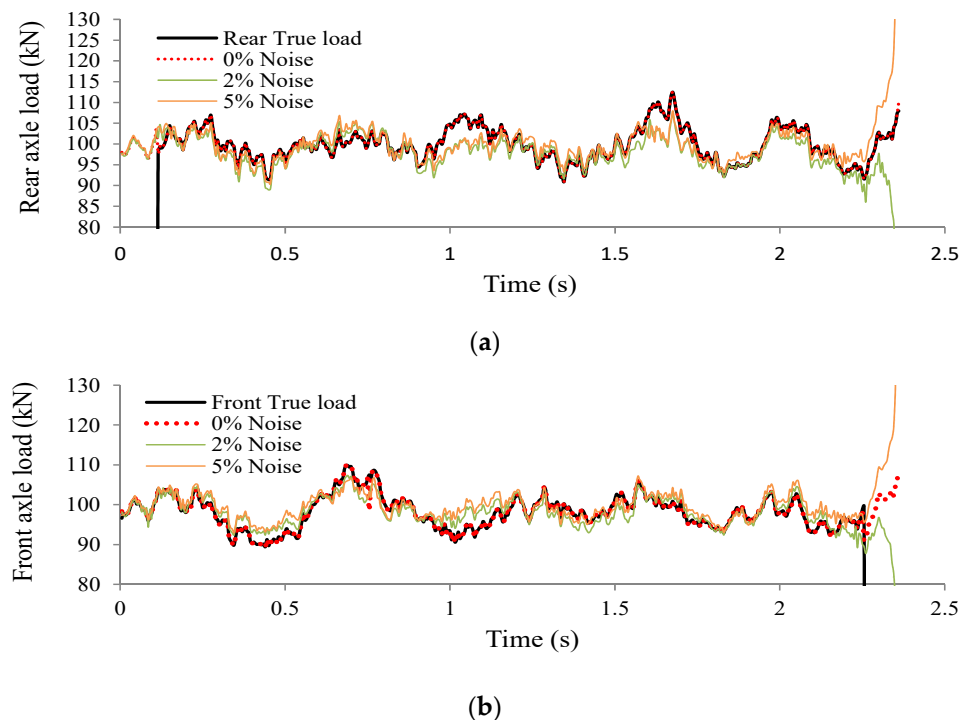 Rear axle load (kN)
130
125
120
115
110
105
100
95
90
85
80
Rear True load
0% Noise
2% Noise
5% Noise
0
0.5
1
1.5
2
2.5
Time (s)
(a)
Front axle load (kN)
130
120
110
100
90
80
Front True load
0% Noise
2% Noise
5% Noise
0
0.5
1
1.5
2
2.5
Time (s)
(b)